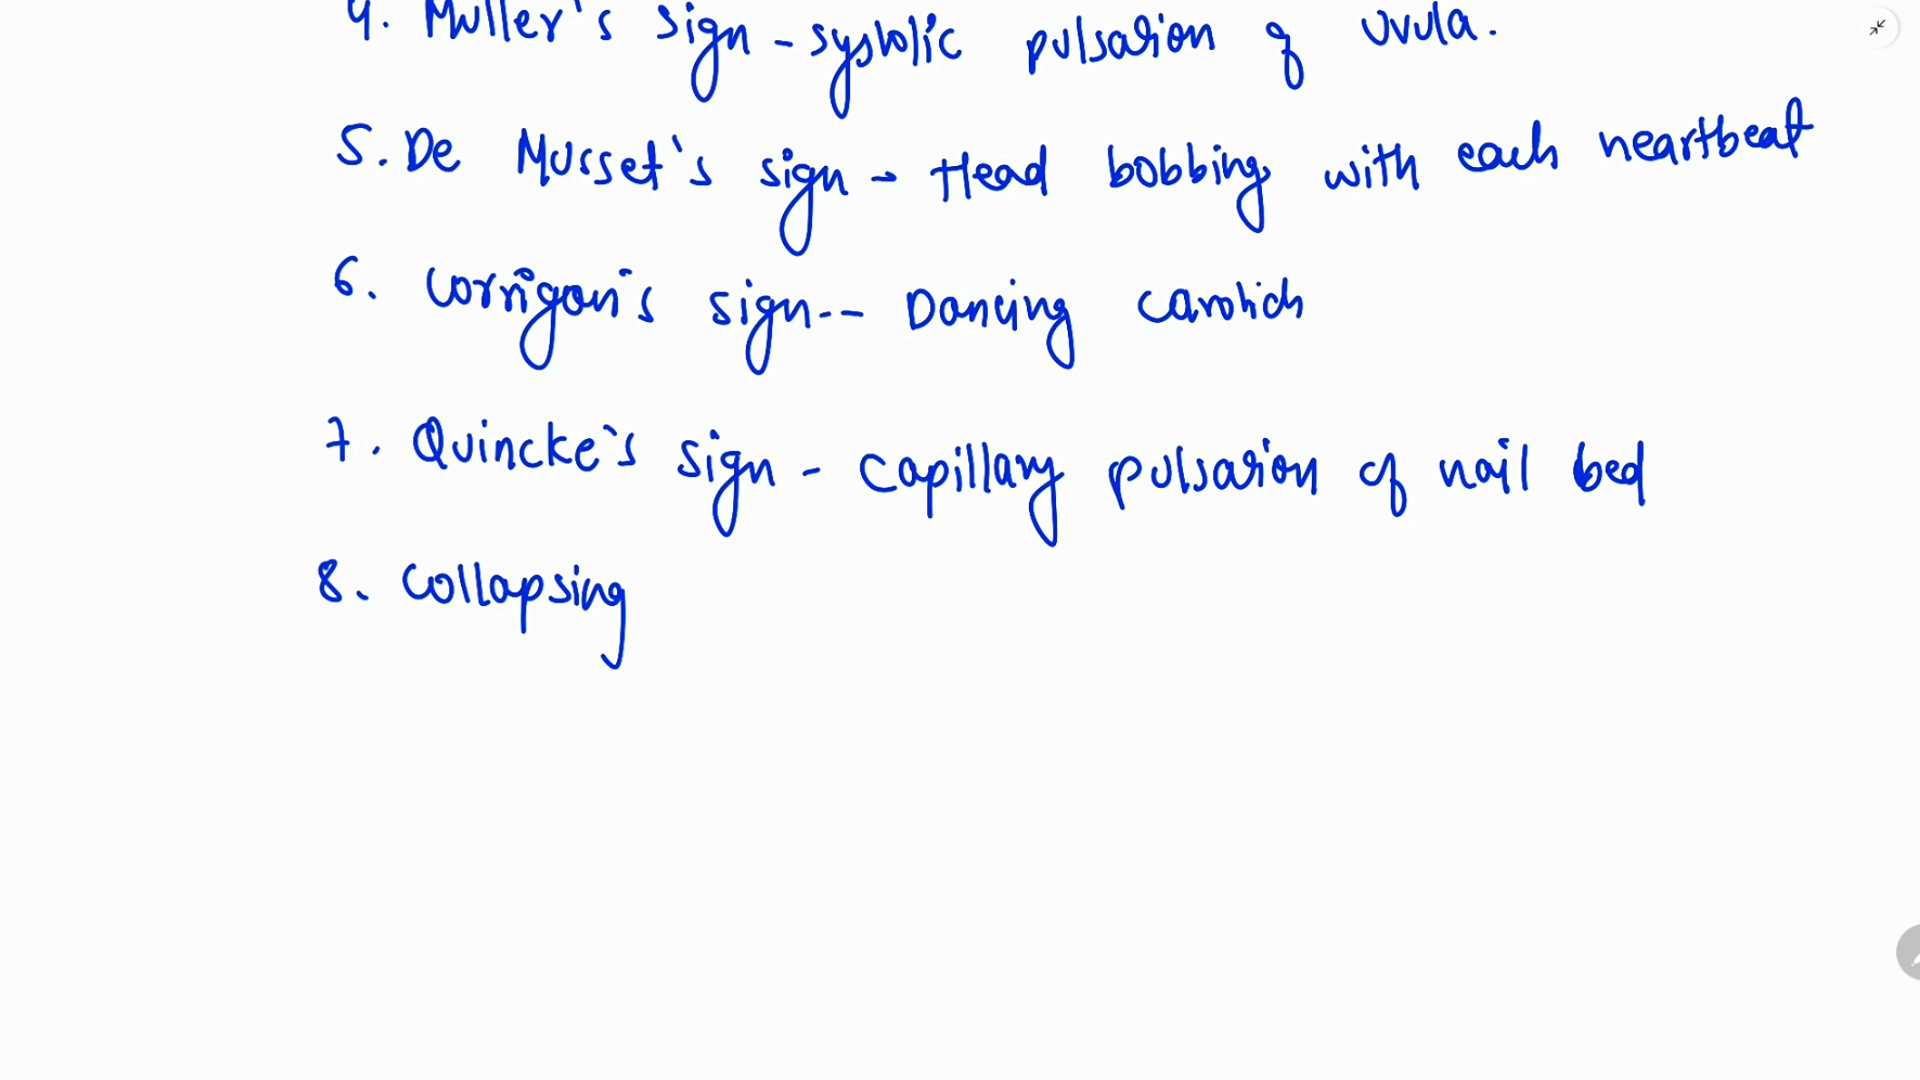 4. Muller's sign - systolic pulsation of uvula.
5. De Musset's sign - Head bobbing with each heartbeat
6. Corrigan's sign -- Dancing carotids
7. Quincke's sign - Capillary pulsation of nail bed
8. Collapsing